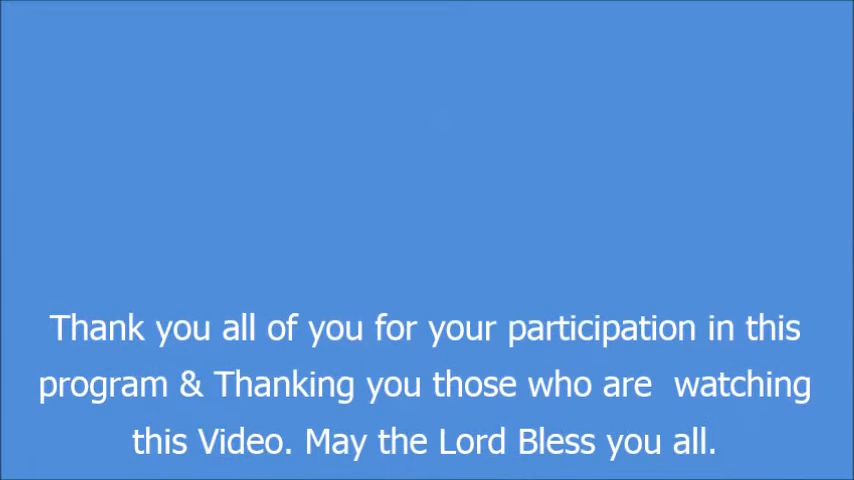 Thank you all of you for your participation in this
program & Thanking you those who are  watching
this Video. May the Lord Bless you all.